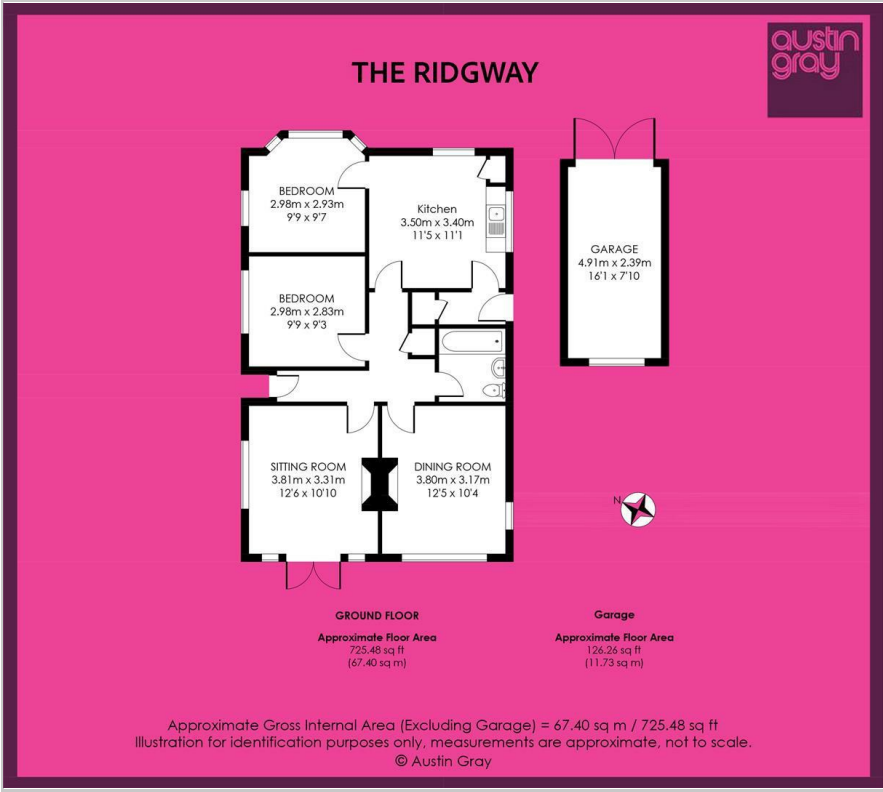 austin
gray
THE RIDGWAY
BEDROOM
2.98m x 2.93m
9'9 x 9'7
Kitchen
3.50m x 3.40m
11'5 x 11'1
GARAGE
4.91m x 2.39m
16'1 x 7'10
BEDROOM
2.98m x 2.83m
9'9 x 9'3
SITTING ROOM
3.81m x 3.31m
12'6 x 10'10
DINING ROOM
3.80m x 3.17m
12'5 x 10'4
N
GROUND FLOOR
Approximate Floor Area
725.48 sq ft
(67.40 sq m)
Garage
Approximate Floor Area
126.26 sq ft
(11.73 sq m)
Approximate Gross Internal Area (Excluding Garage) = 67.40 sq m / 725.48 sq ft
Illustration for identification purposes only, measurements are approximate, not to scale.
© Austin Gray